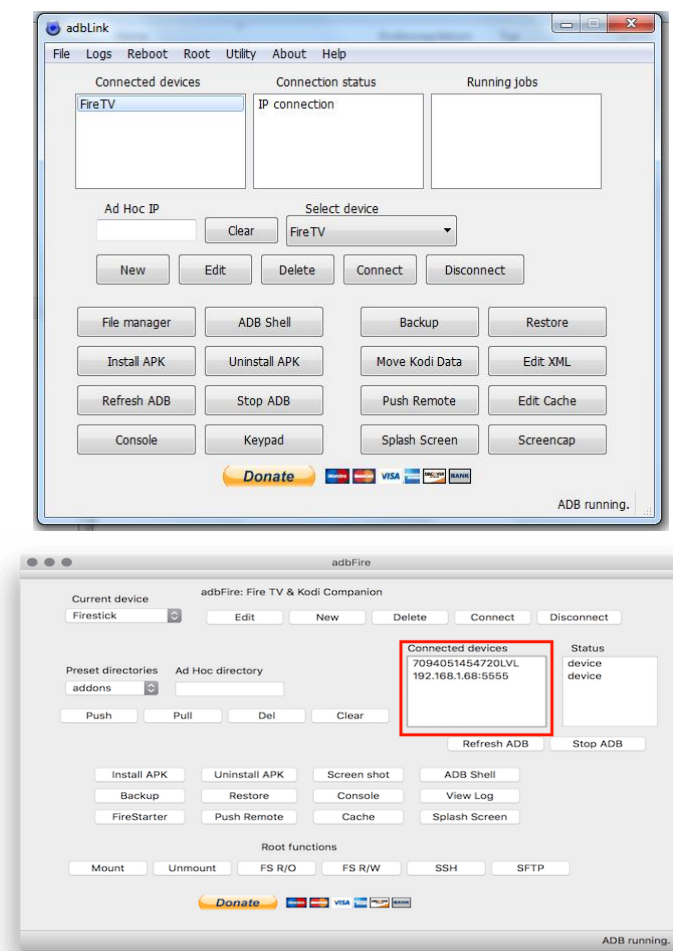 adbLink
File Logs Reboot Root Utility About Help
Connected devices Connection status Running jobs
FireTV IP connection
Ad Hoc IP Select device
Clear FireTV
New Edit Delete Connect Disconnect
File manager ADB Shell Backup Restore
Install APK Uninstall APK Move Kodi Data Edit XML
Refresh ADB Stop ADB Push Remote Edit Cache
Console Keypad Splash Screen Screencap
Donate VISA BANK
ADB running.
adbFire
Current device adbFire: Fire TV & Kodi Companion
Firestick Edit New Delete Connect Disconnect
Connected devices Status
7094051454720LVL device
192.168.1.68:5555 device
Preset directories Ad Hoc directory
addons
Push Pull Del Clear
Refresh ADB Stop ADB
Install APK Uninstall APK Screen shot ADB Shell
Backup Restore Console View Log
FireStarter Push Remote Cache Splash Screen
Root functions
Mount Unmount FS R/O FS R/W SSH SFTP
Donate VISA
ADB running.